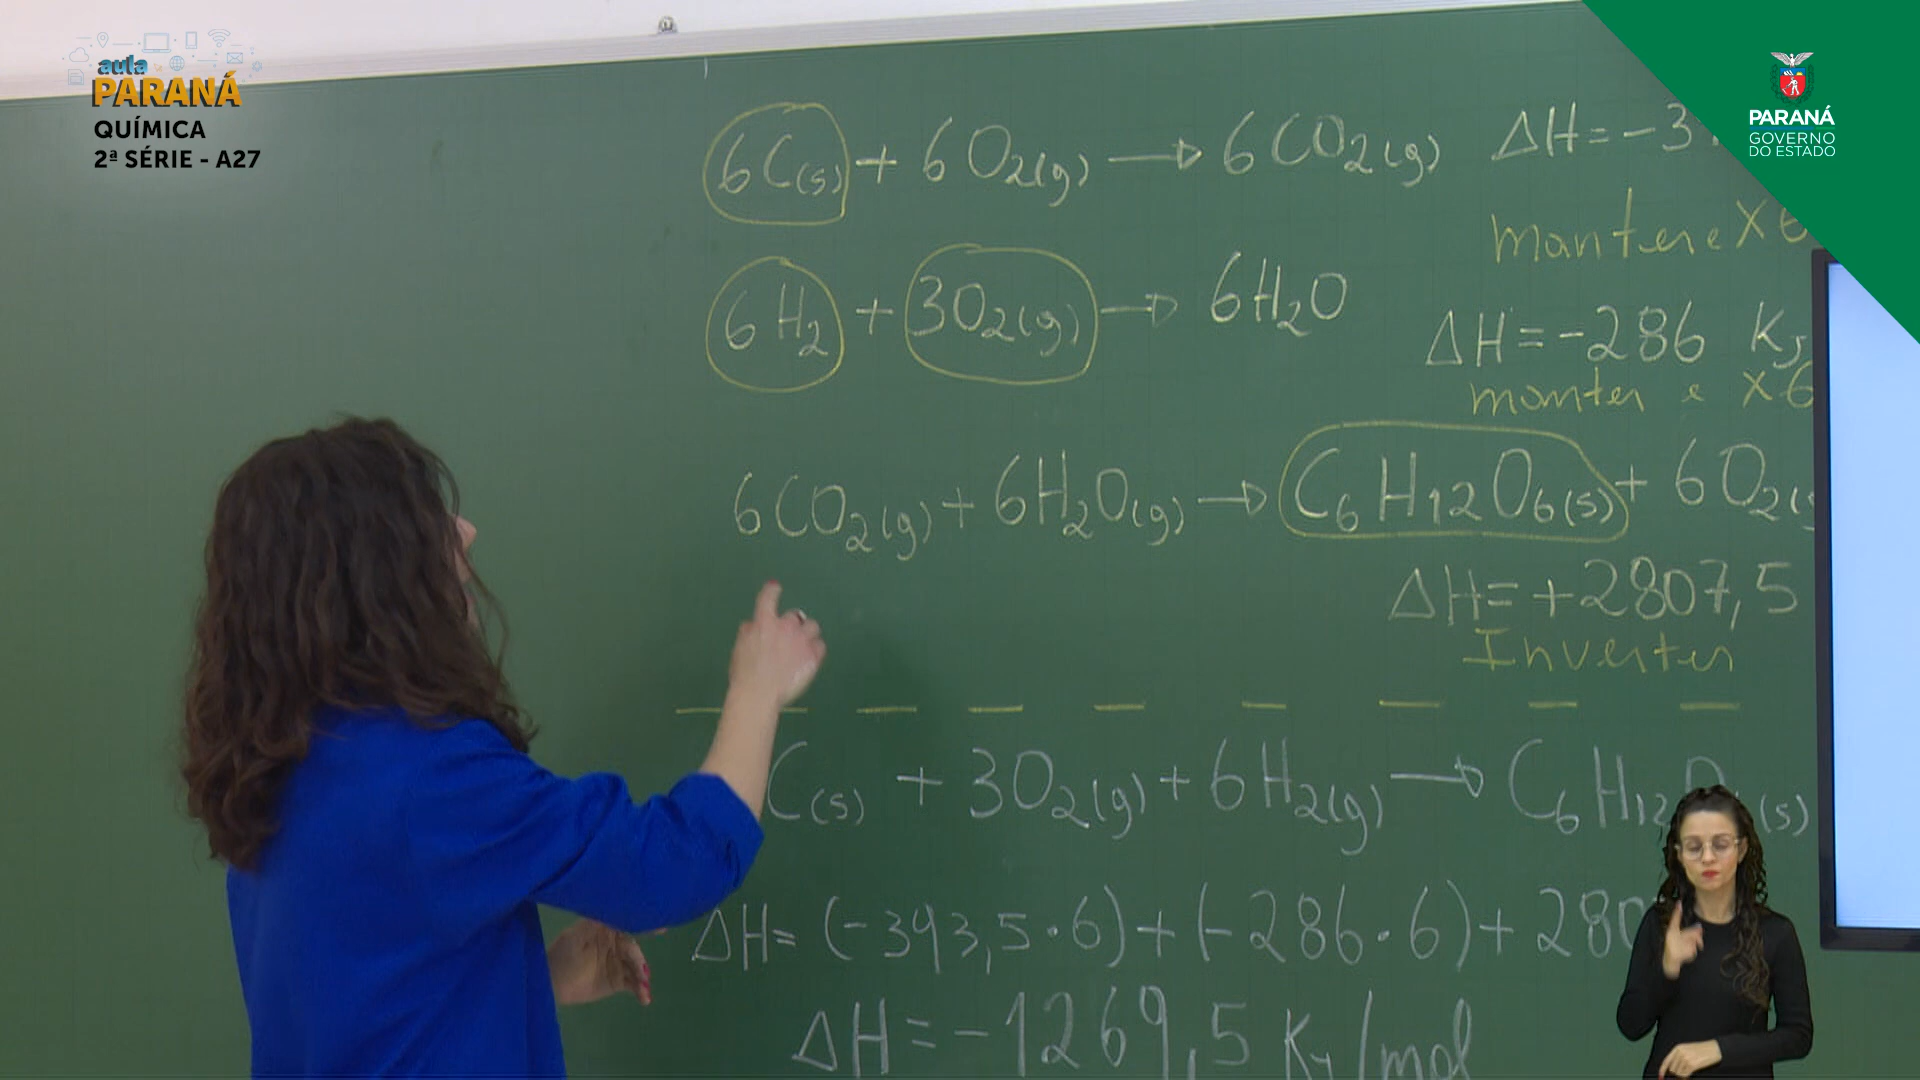 aula
PARANÁ
QUÍMICA
2ª SÉRIE - A27
PARANÁ
GOVERNO
DO ESTADO
6C(s) + 6O2(g) → 6CO2(g) ΔH = -3
manter e x6
6H2 + 3O2(g) → 6H2O
ΔH = -286 KJ
manter e x6
6CO2(g) + 6H2O(g) → C6H12O6(s) + 6O2(g
ΔH = +2807,5
Inverter
C(s) + 3O2(g) + 6H2(g) → C6H12O (s)
ΔH = (-393,5·6) + (-286·6) + 280
ΔH = -1269,5 KJ/mol